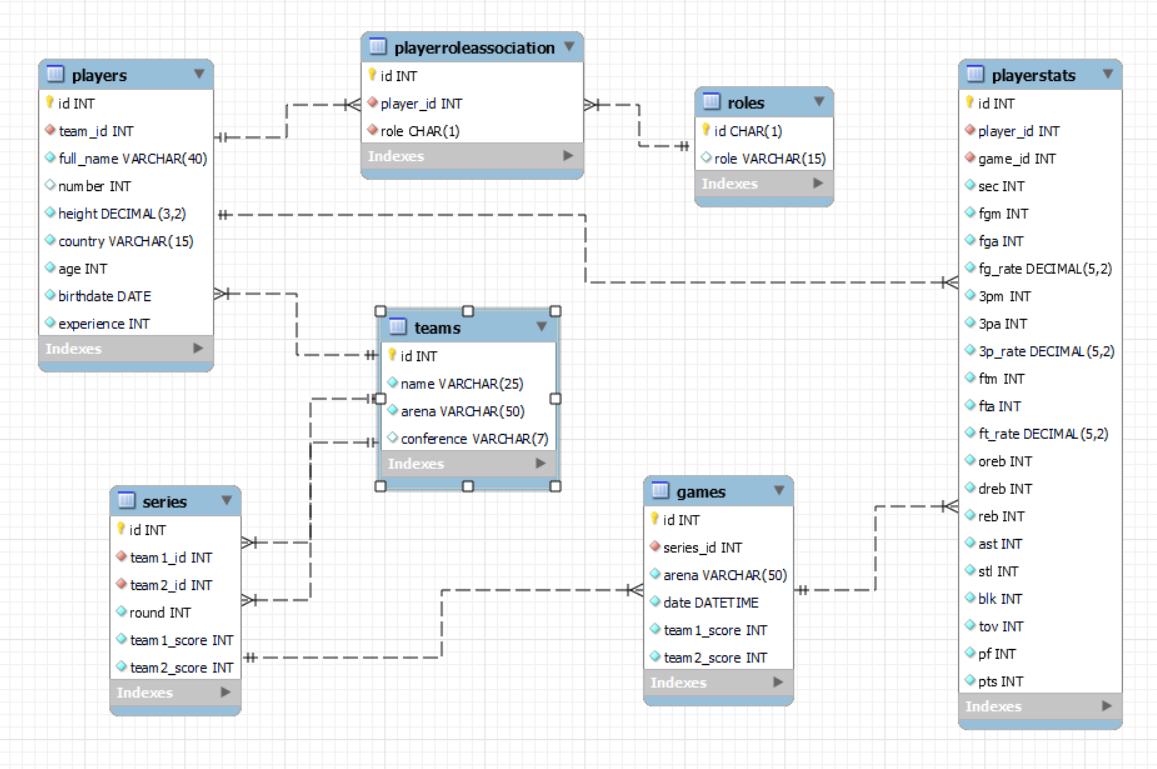 players
id INT
team_id INT
full_name VARCHAR(40)
number INT
height DECIMAL(3,2)
country VARCHAR(15)
age INT
birthdate DATE
experience INT
Indexes
playerroleassociation
id INT
player_id INT
role CHAR(1)
Indexes
roles
id CHAR(1)
role VARCHAR(15)
Indexes
playerstats
id INT
player_id INT
game_id INT
sec INT
fgm INT
fga INT
fg_rate DECIMAL(5,2)
3pm INT
3pa INT
3p_rate DECIMAL(5,2)
ftm INT
fta INT
ft_rate DECIMAL(5,2)
oreb INT
dreb INT
reb INT
ast INT
stl INT
blk INT
tov INT
pf INT
pts INT
Indexes
teams
id INT
name VARCHAR(25)
arena VARCHAR(50)
conference VARCHAR(7)
Indexes
series
id INT
team1_id INT
team2_id INT
round INT
team1_score INT
team2_score INT
Indexes
games
id INT
series_id INT
arena VARCHAR(50)
date DATETIME
team1_score INT
team2_score INT
Indexes